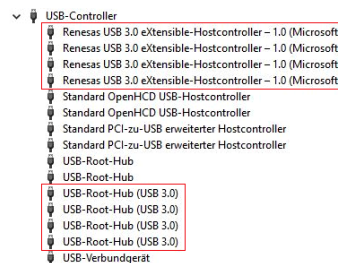 USB-Controller
Renesas USB 3.0 eXtensible-Hostcontroller – 1.0 (Microsoft
Renesas USB 3.0 eXtensible-Hostcontroller – 1.0 (Microsoft
Renesas USB 3.0 eXtensible-Hostcontroller – 1.0 (Microsoft
Renesas USB 3.0 eXtensible-Hostcontroller – 1.0 (Microsoft
Standard OpenHCD USB-Hostcontroller
Standard OpenHCD USB-Hostcontroller
Standard PCI-zu-USB erweiterter Hostcontroller
Standard PCI-zu-USB erweiterter Hostcontroller
USB-Root-Hub
USB-Root-Hub
USB-Root-Hub (USB 3.0)
USB-Root-Hub (USB 3.0)
USB-Root-Hub (USB 3.0)
USB-Root-Hub (USB 3.0)
USB-Verbundgerät